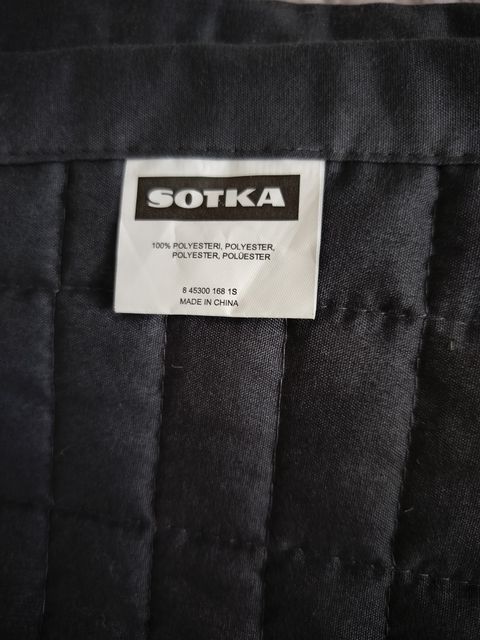 SOTKA
100% POLYESTERI, POLYESTER,
POLYESTER, POLÜESTER
8 45300 168 1S
MADE IN CHINA